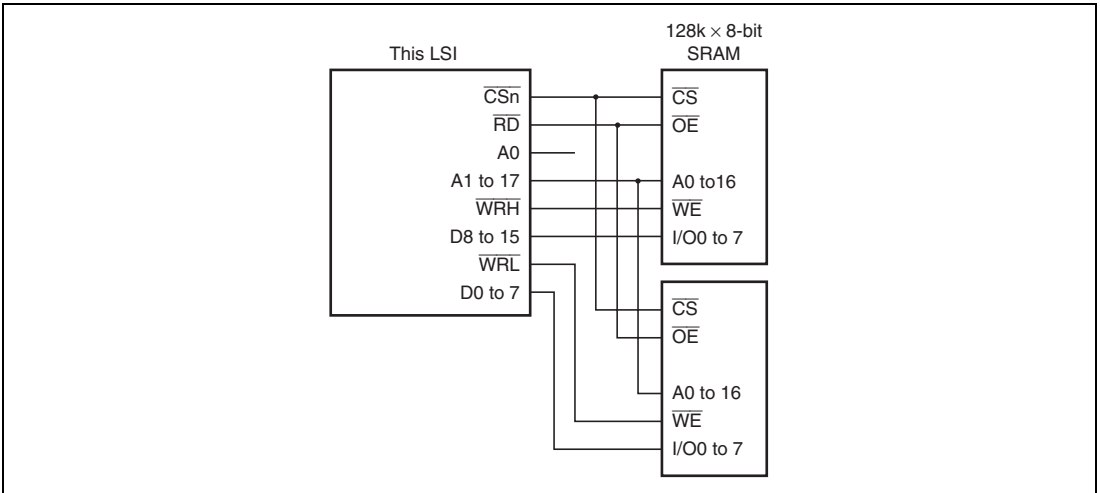 128k × 8-bit
SRAM
This LSI
CSn
RD
A0
A1 to 17
WRH
D8 to 15
WRL
D0 to 7
CS
OE
A0 to16
WE
I/O0 to 7
CS
OE
A0 to 16
WE
I/O0 to 7